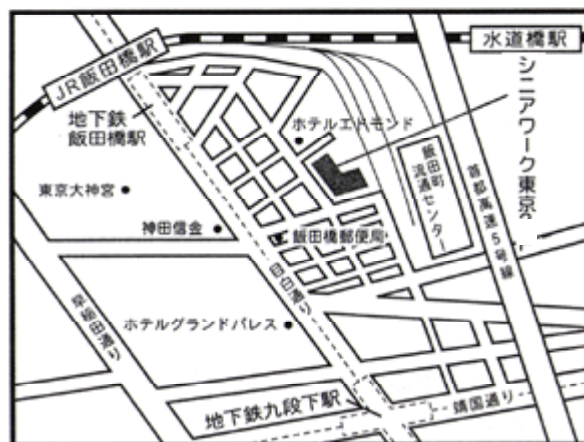 JR飯田橋駅
水道橋駅
地下鉄
飯田橋駅
ホテルエドモンド
シニアワーク東京
飯田町
流通センター
首都高速5号線
東京大神宮
神田信金
飯田橋郵便局
目白通り
早稲田通り
ホテルグランドパレス
地下鉄九段下駅
靖国通り